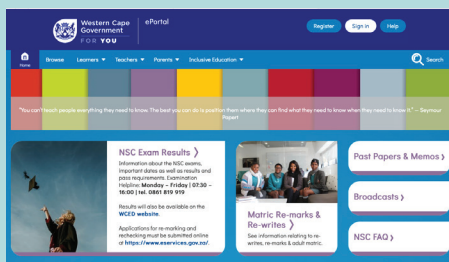 Western Cape
Government
FOR YOU
ePortal
Register
Sign in
Help
Home
Browse
Learners
Teachers
Parents
Inclusive Education
Search
"You can't teach people everything they need to know. The best you can do is position them where they can find what they need to know when they need to know it." – Seymour
Papert
NSC Exam Results
Information about the NSC exams.
Important dates as well as results and
pass requirements. Examination
Helpline: Monday – Friday | 07:30 -
16:00 | tel. 0861 819 919
Results will also be available on the
WCED website.
Applications for re-marking and
rechecking must be submitted online
at https://www.eservices.gov.za/.
Matric Re-marks &
Re-writes
See information relating to re-
writes, re-marks & adult matric.
Past Papers & Memos
Broadcasts
NSC FAQ